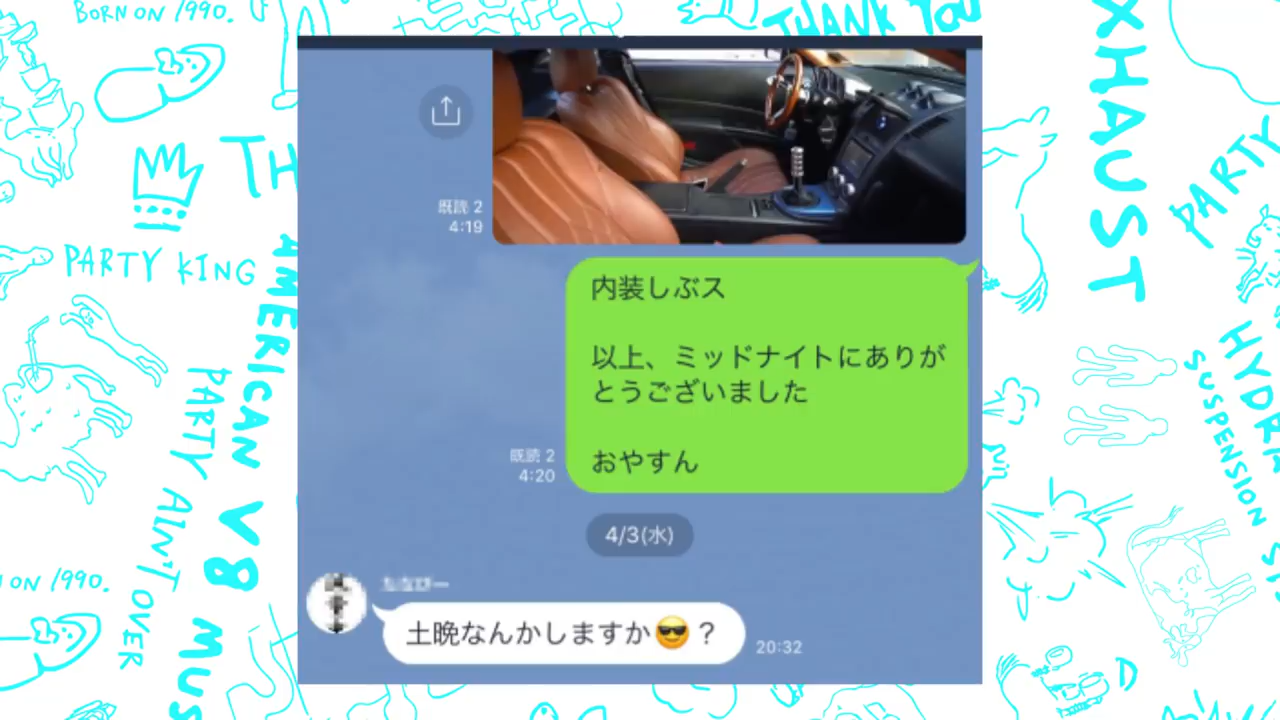 BORN ON 1990.
THANK YOU
EXHAUST
TH
PARTY
PARTY KING
AMERICAN V8 MUS
PARTY AIN'T OVER
HYDRA
SUSPENSION
ON 1990.
既読 2
4:19
内装しぶス
以上、ミッドナイトにありが
とうございました
おやすん
既読 2
4:20
4/3(水)
土晩なんかしますか😎？
20:32
D